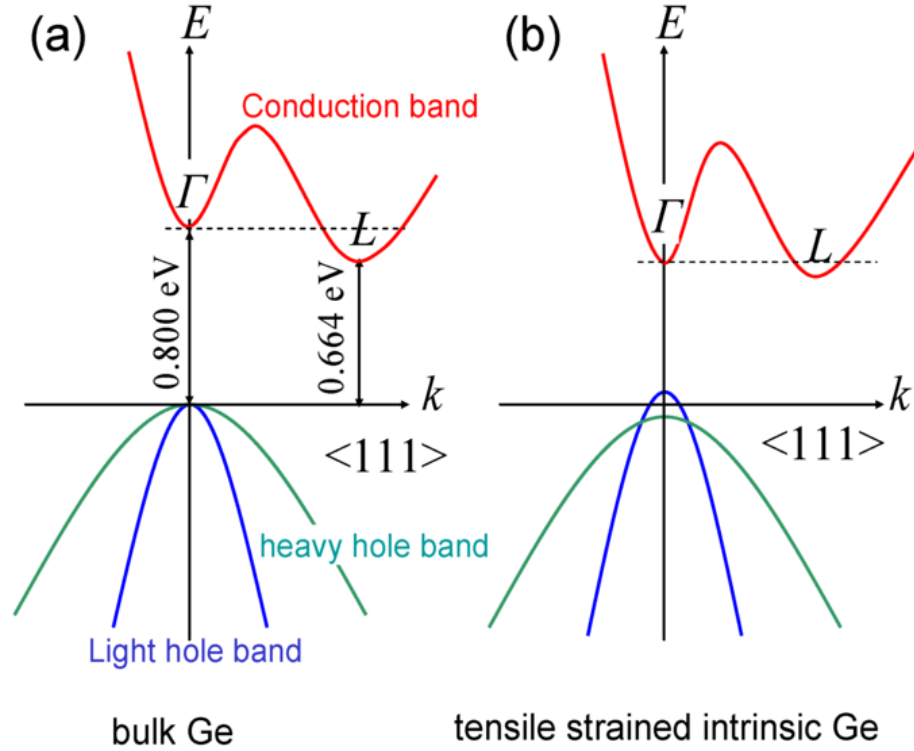 (a)
E
Conduction band
Γ
L
0.800 eV
0.664 eV
k
<111>
heavy hole band
Light hole band
bulk Ge
(b)
E
Γ
L
k
<111>
tensile strained intrinsic Ge